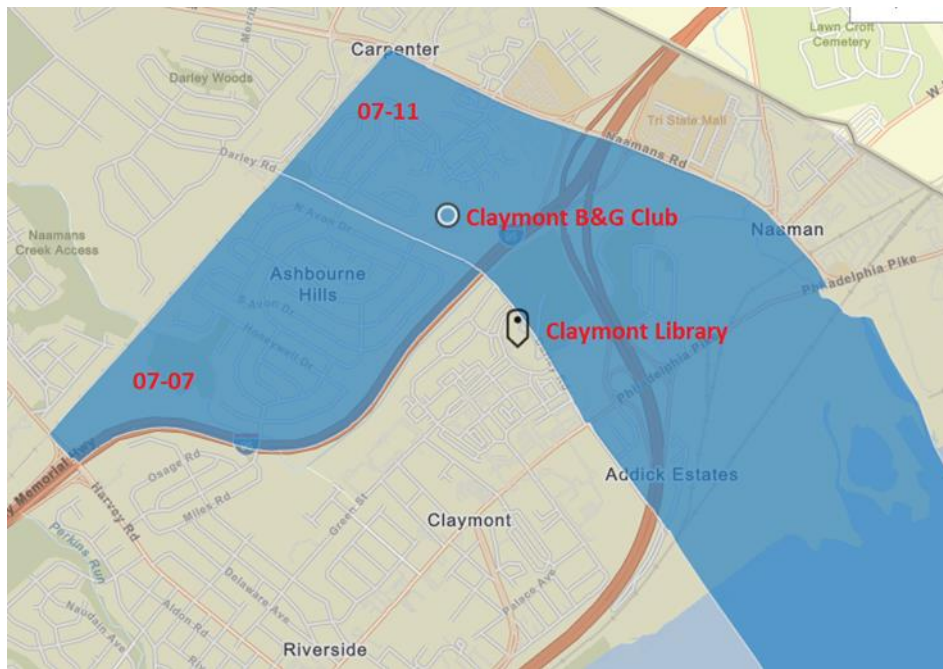 Lawn Croft
Cemetery
Carpenter
Darley Woods
07-11
Tri State Mall
Naamans Rd
Darley Rd
N Avon Dr
Claymont B&G Club
Naaman
Naamans
Creek Access
Ashbourne
Hills
Philadelphia Pike
S Avon Dr
Honeywell Dr
Claymont Library
07-07
Philadelphia Pike
Osage Rd
Addick Estates
Memorial Hwy
Harvey Rd
Miles Rd
Green St
Claymont
Perkins
Run
Delaware Ave
Palace Ave
Naudain Ave
Aldon Rd
Riverside